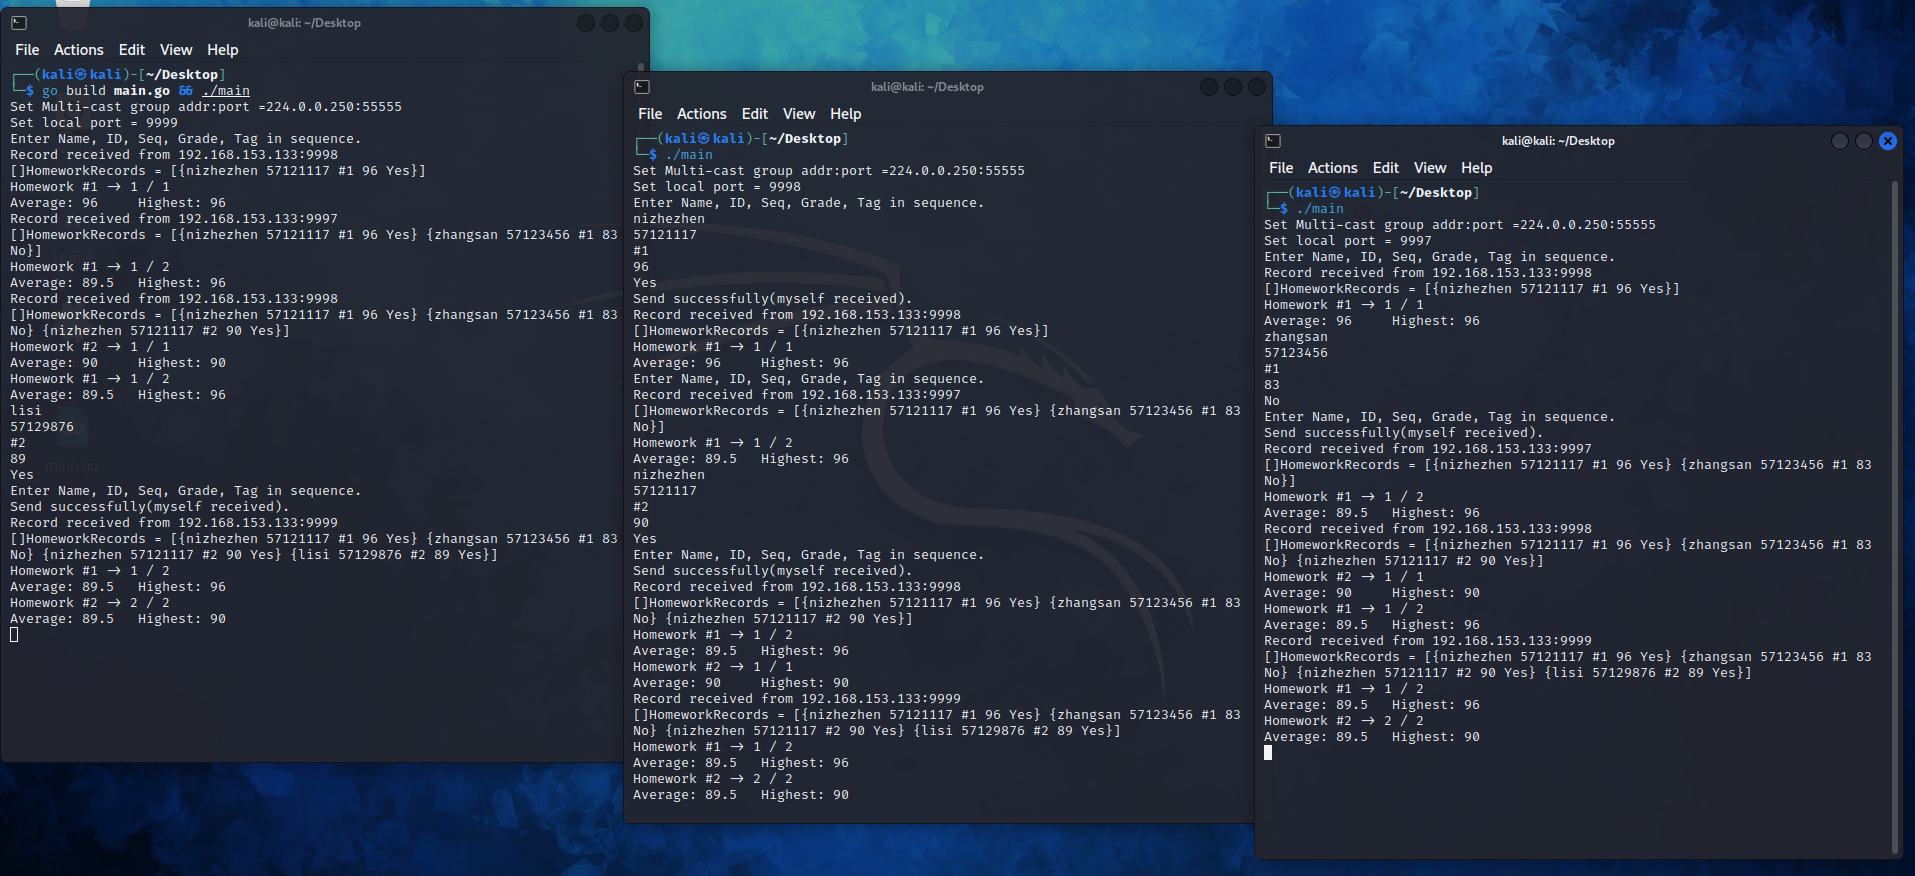 kali@kali: ~/Desktop
File Actions Edit View Help
┌──(kali㉿kali)-[~/Desktop]
└─$ go build main.go && ./main
Set Multi-cast group addr:port =224.0.0.250:55555
Set local port = 9999
Enter Name, ID, Seq, Grade, Tag in sequence.
Record received from 192.168.153.133:9998
[]HomeworkRecords = [{nizhezhen 57121117 #1 96 Yes}]
Homework #1 → 1 / 1
Average: 96 Highest: 96
Record received from 192.168.153.133:9997
[]HomeworkRecords = [{nizhezhen 57121117 #1 96 Yes} {zhangsan 57123456 #1 83
No}]
Homework #1 → 1 / 2
Average: 89.5 Highest: 96
Record received from 192.168.153.133:9998
[]HomeworkRecords = [{nizhezhen 57121117 #1 96 Yes} {zhangsan 57123456 #1 83
No} {nizhezhen 57121117 #2 90 Yes}]
Homework #2 → 1 / 1
Average: 90 Highest: 90
Homework #1 → 1 / 2
Average: 89.5 Highest: 96
lisi
57129876
#2
89
Yes
main.go
Enter Name, ID, Seq, Grade, Tag in sequence.
Send successfully(myself received).
Record received from 192.168.153.133:9999
[]HomeworkRecords = [{nizhezhen 57121117 #1 96 Yes} {zhangsan 57123456 #1 83
No} {nizhezhen 57121117 #2 90 Yes} {lisi 57129876 #2 89 Yes}]
Homework #1 → 1 / 2
Average: 89.5 Highest: 96
Homework #2 → 2 / 2
Average: 89.5 Highest: 90
kali@kali: ~/Desktop
File Actions Edit View Help
┌──(kali㉿kali)-[~/Desktop]
└─$ ./main
Set Multi-cast group addr:port =224.0.0.250:55555
Set local port = 9998
Enter Name, ID, Seq, Grade, Tag in sequence.
nizhezhen
57121117
#1
96
Yes
Send successfully(myself received).
Record received from 192.168.153.133:9998
[]HomeworkRecords = [{nizhezhen 57121117 #1 96 Yes}]
Homework #1 → 1 / 1
Average: 96 Highest: 96
Enter Name, ID, Seq, Grade, Tag in sequence.
Record received from 192.168.153.133:9997
[]HomeworkRecords = [{nizhezhen 57121117 #1 96 Yes} {zhangsan 57123456 #1 83
No}]
Homework #1 → 1 / 2
Average: 89.5 Highest: 96
nizhezhen
57121117
#2
90
Yes
Enter Name, ID, Seq, Grade, Tag in sequence.
Send successfully(myself received).
Record received from 192.168.153.133:9998
[]HomeworkRecords = [{nizhezhen 57121117 #1 96 Yes} {zhangsan 57123456 #1 83
No} {nizhezhen 57121117 #2 90 Yes}]
Homework #1 → 1 / 2
Average: 89.5 Highest: 96
Homework #2 → 1 / 1
Average: 90 Highest: 90
Record received from 192.168.153.133:9999
[]HomeworkRecords = [{nizhezhen 57121117 #1 96 Yes} {zhangsan 57123456 #1 83
No} {nizhezhen 57121117 #2 90 Yes} {lisi 57129876 #2 89 Yes}]
Homework #1 → 1 / 2
Average: 89.5 Highest: 96
Homework #2 → 2 / 2
Average: 89.5 Highest: 90
kali@kali: ~/Desktop
File Actions Edit View Help
┌──(kali㉿kali)-[~/Desktop]
└─$ ./main
Set Multi-cast group addr:port =224.0.0.250:55555
Set local port = 9997
Enter Name, ID, Seq, Grade, Tag in sequence.
Record received from 192.168.153.133:9998
[]HomeworkRecords = [{nizhezhen 57121117 #1 96 Yes}]
Homework #1 → 1 / 1
Average: 96 Highest: 96
zhangsan
57123456
#1
83
No
Enter Name, ID, Seq, Grade, Tag in sequence.
Send successfully(myself received).
Record received from 192.168.153.133:9997
[]HomeworkRecords = [{nizhezhen 57121117 #1 96 Yes} {zhangsan 57123456 #1 83
No}]
Homework #1 → 1 / 2
Average: 89.5 Highest: 96
Record received from 192.168.153.133:9998
[]HomeworkRecords = [{nizhezhen 57121117 #1 96 Yes} {zhangsan 57123456 #1 83
No} {nizhezhen 57121117 #2 90 Yes}]
Homework #2 → 1 / 1
Average: 90 Highest: 90
Homework #1 → 1 / 2
Average: 89.5 Highest: 96
Record received from 192.168.153.133:9999
[]HomeworkRecords = [{nizhezhen 57121117 #1 96 Yes} {zhangsan 57123456 #1 83
No} {nizhezhen 57121117 #2 90 Yes} {lisi 57129876 #2 89 Yes}]
Homework #1 → 1 / 2
Average: 89.5 Highest: 96
Homework #2 → 2 / 2
Average: 89.5 Highest: 90